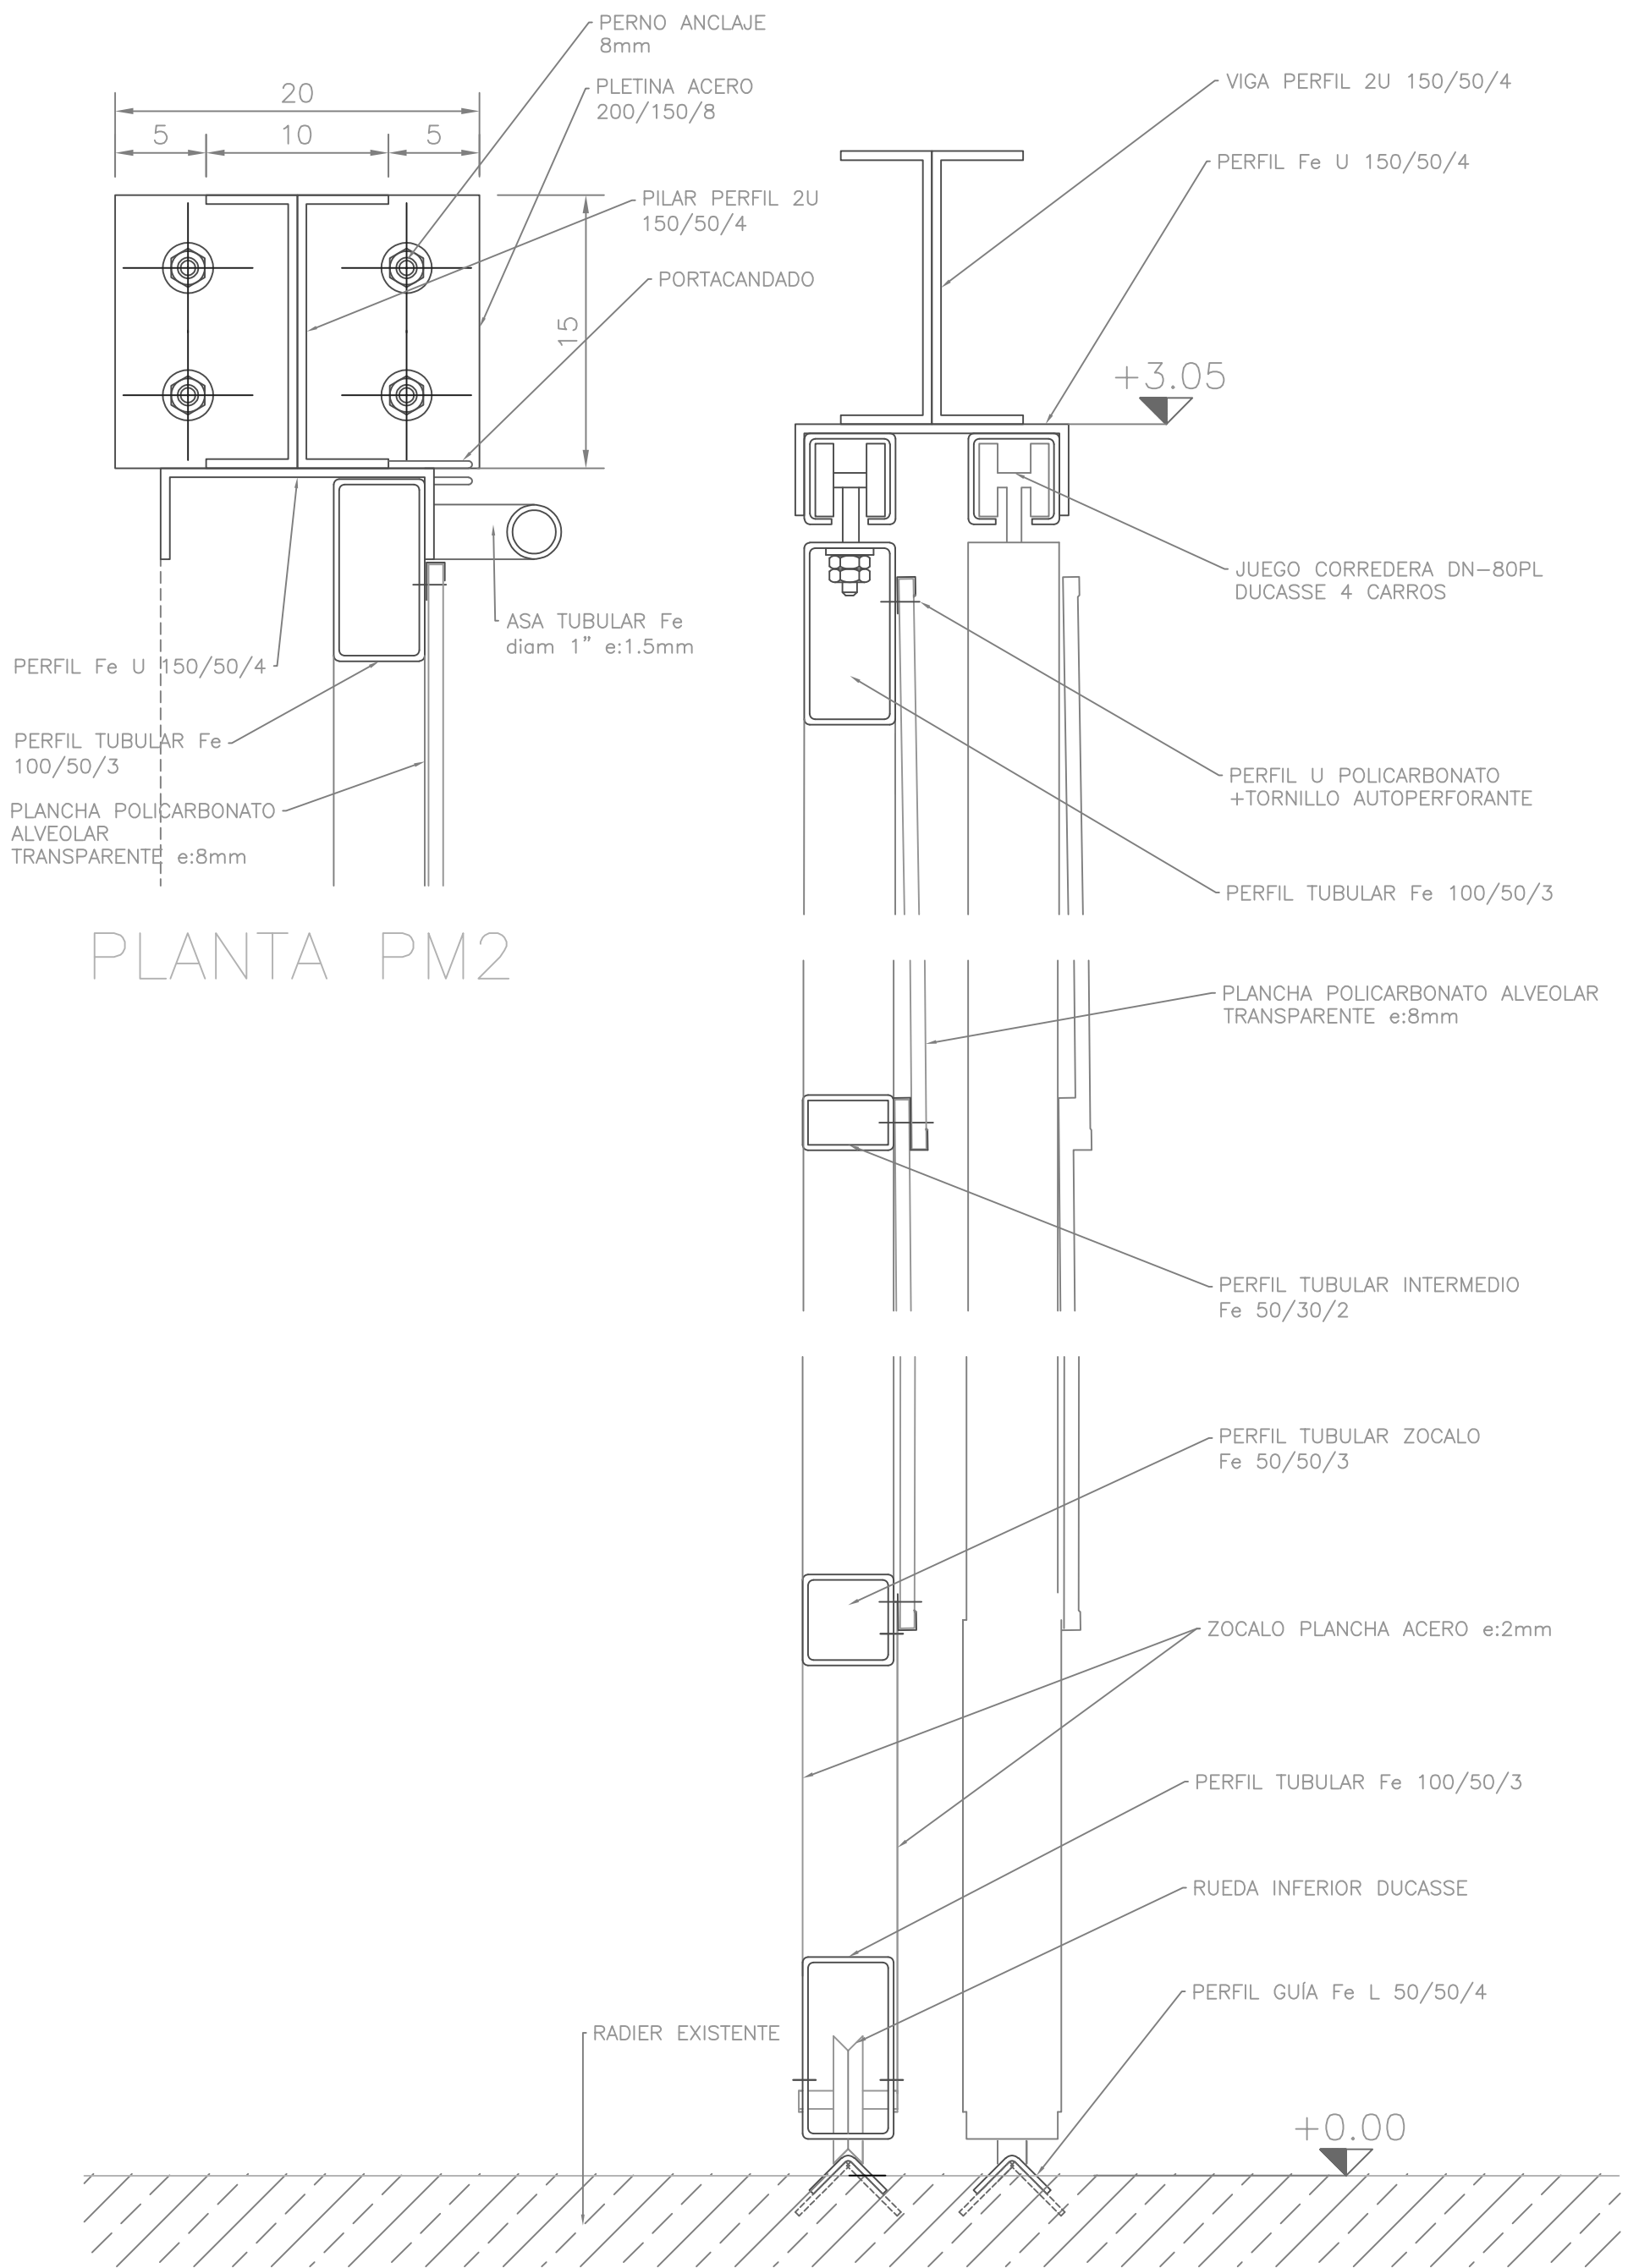 PERNO ANCLAJE
8mm
PLETINA ACERO
200/150/8
20
5
10
5
PILAR PERFIL 2U
150/50/4
PORTACANDADO
15
ASA TUBULAR Fe
diam 1" e:1.5mm
PERFIL Fe U 150/50/4
PERFIL TUBULAR Fe
100/50/3
PLANCHA POLICARBONATO
ALVEOLAR
TRANSPARENTE e:8mm
PLANTA PM2
VIGA PERFIL 2U 150/50/4
PERFIL Fe U 150/50/4
+3.05
JUEGO CORREDERA DN-80PL
DUCASSE 4 CARROS
PERFIL U POLICARBONATO
+TORNILLO AUTOPERFORANTE
PERFIL TUBULAR Fe 100/50/3
PLANCHA POLICARBONATO ALVEOLAR
TRANSPARENTE e:8mm
PERFIL TUBULAR INTERMEDIO
Fe 50/30/2
PERFIL TUBULAR ZOCALO
Fe 50/50/3
ZOCALO PLANCHA ACERO e:2mm
PERFIL TUBULAR Fe 100/50/3
RUEDA INFERIOR DUCASSE
PERFIL GUÍA Fe L 50/50/4
RADIER EXISTENTE
+0.00